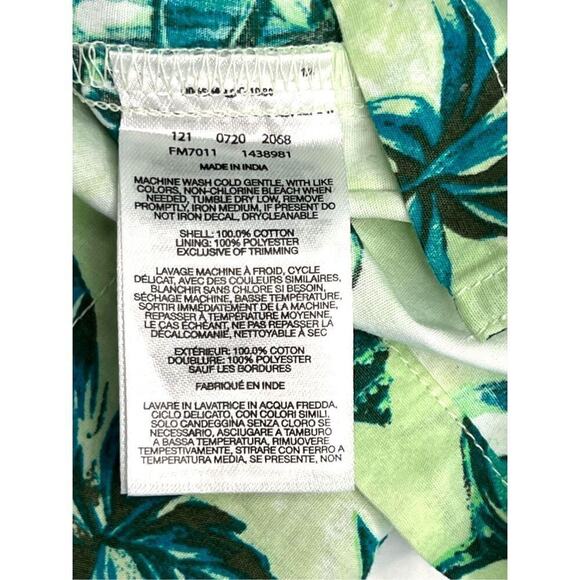 121 0720 2068
FM7011 1438981
MADE IN INDIA
MACHINE WASH COLD GENTLE, WITH LIKE
COLORS, NON-CHLORINE BLEACH WHEN
NEEDED, TUMBLE DRY LOW, REMOVE
PROMPTLY, IRON MEDIUM, IF PRESENT DO
NOT IRON DECAL, DRYCLEANABLE
SHELL: 100.0% COTTON
LINING: 100% POLYESTER
EXCLUSIVE OF TRIMMING
LAVAGE MACHINE À FROID, CYCLE
DÉLICAT, AVEC DES COULEURS SIMILAIRES,
BLANCHIR SANS CHLORE SI BESOIN,
SÉCHAGE MACHINE, BASSE TEMPÉRATURE,
SORTIR IMMÉDIATEMENT DE LA MACHINE,
REPASSER À TEMPÉRATURE MOYENNE,
LE CAS ÉCHÉANT, NE PAS REPASSER LA
DÉCALCOMANIE, NETTOYABLE À SEC
EXTÉRIEUR: 100.0% COTON
DOUBLURE: 100% POLYESTER
SAUF LES BORDURES
FABRIQUÉ EN INDE
LAVARE IN LAVATRICE IN ACQUA FREDDA,
CICLO DELICATO, CON COLORI SIMILI,
SOLO CANDEGGINA SENZA CLORO SE
NECESSARIO, ASCIUGARE A TAMBURO
A BASSA TEMPERATURA, RIMUOVERE
TEMPESTIVAMENTE, STIRARE CON FERRO A
TEMPERATURA MEDIA, SE PRESENTE, NON